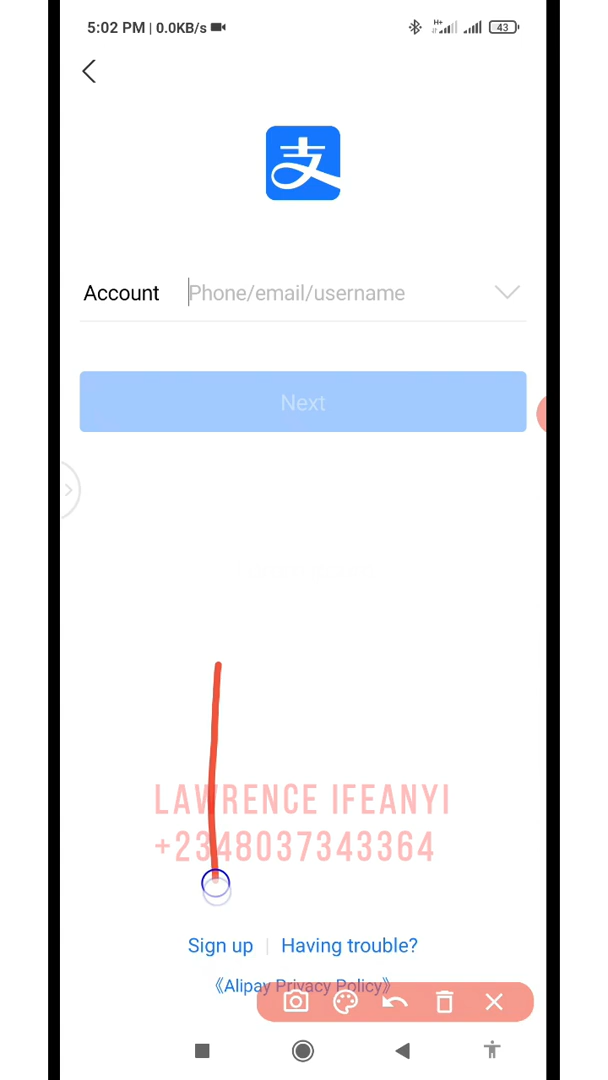 5:02 PM | 0.0KB/s
H+
43
支
Account
Phone/email/username
Next
LAWRENCE IFEANYI
+2348037343364
Sign up | Having trouble?
《Alipay Privacy Policy》